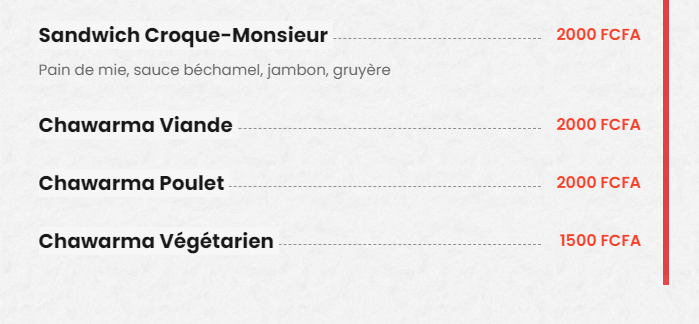 Sandwich Croque-Monsieur 2000 FCFA
Pain de mie, sauce béchamel, jambon, gruyère
Chawarma Viande 2000 FCFA
Chawarma Poulet 2000 FCFA
Chawarma Végétarien 1500 FCFA